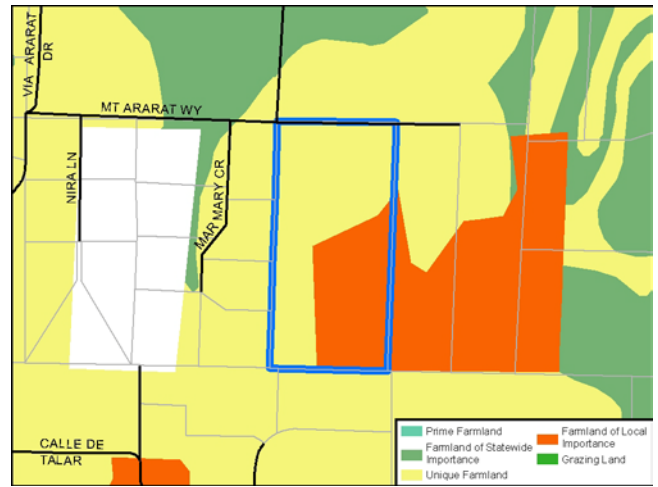 VIA ARARAT
DR
MT ARARAT WY
NIRA LN
MAR MARY CR
CALLE DE
TALAR
Prime Farmland
Farmland of Statewide
Importance
Unique Farmland
Farmland of Local
Importance
Grazing Land